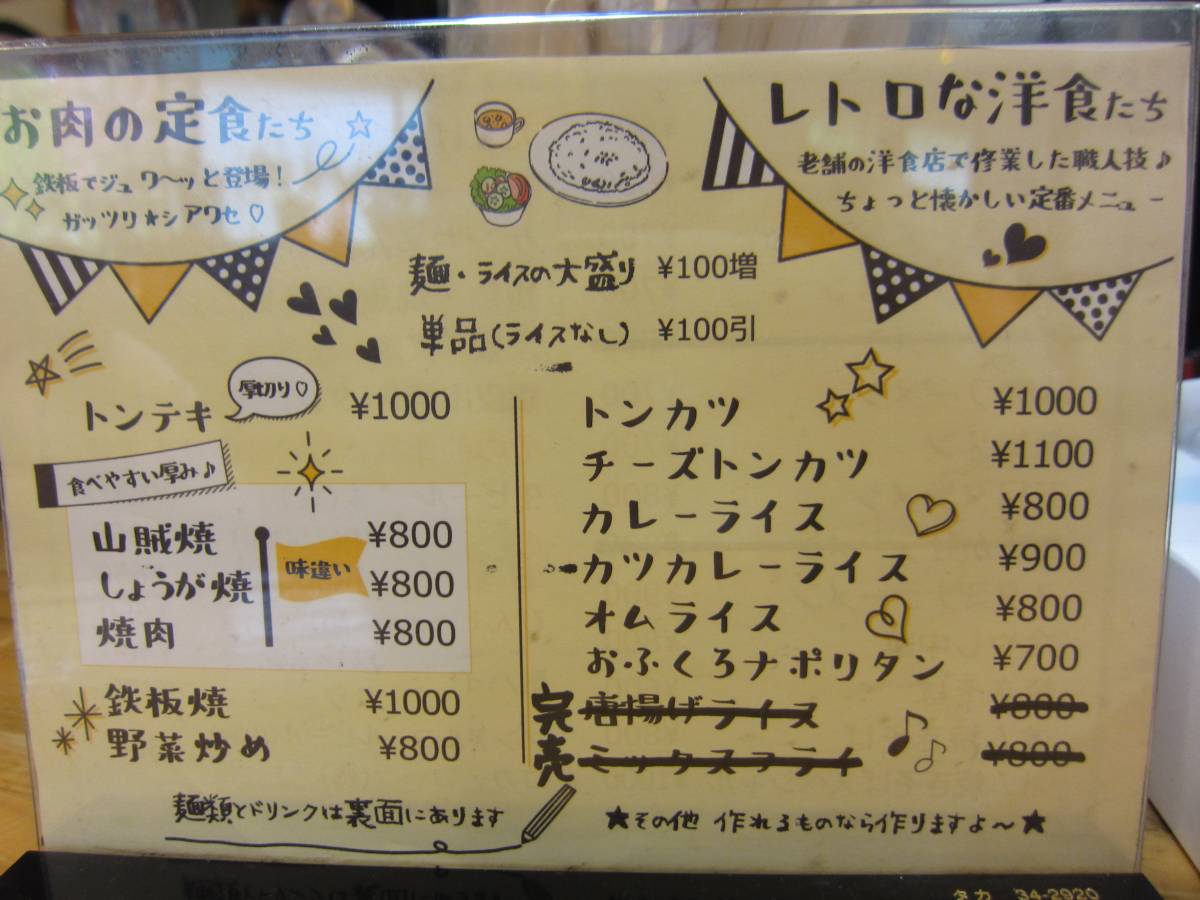 お肉の定食たち
鉄板でジュワ〜ッと登場！
ガッツリ★シアワセ♡
レトロな洋食たち
老舗の洋食店で修業した職人技♪
ちょっと懐かしい定番メニュー
麺・ライスの大盛り ¥100増
単品(ライスなし) ¥100引
トンテキ 厚切り♡ ¥1000
食べやすい厚み♪
山賊焼 ¥800
しょうが焼 ¥800
焼肉 ¥800
味違い
鉄板焼 ¥1000
野菜炒め ¥800
麺類とドリンクは裏面にあります
トンカツ ¥1000
チーズトンカツ ¥1100
カレーライス ¥800
カツカレーライス ¥900
オムライス ¥800
おふくろナポリタン ¥700
完売
唐揚げライス ¥800
ミックスフライ ¥800
★その他 作れるものなら作りますよ〜★
タカ 34-2920